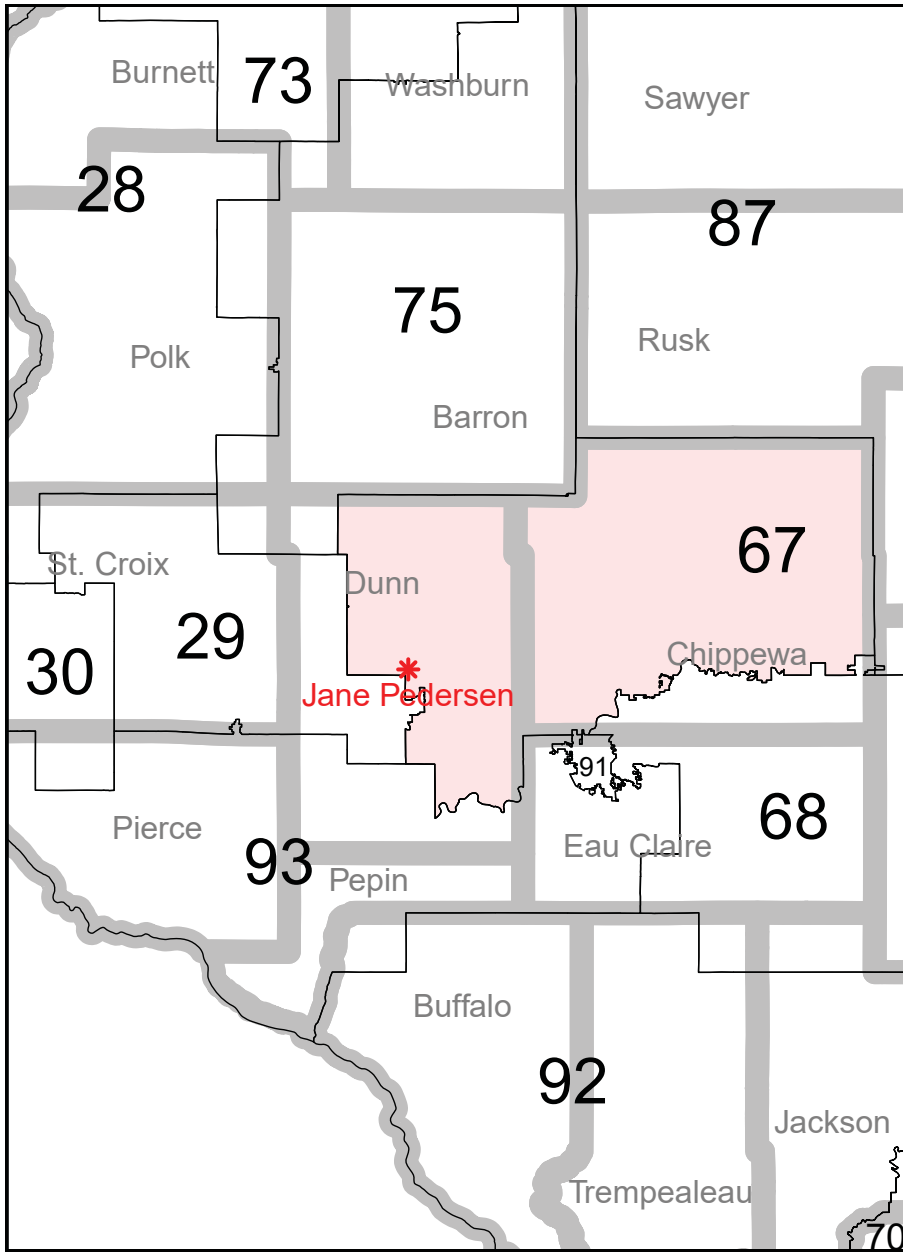 Burnett
73
Washburn
Sawyer
28
87
75
Rusk
Polk
Barron
67
St. Croix
Dunn
29
30
Chippewa
Jane Pedersen
91
68
Pierce
Eau Claire
93
Pepin
Buffalo
92
Jackson
Trempealeau
70